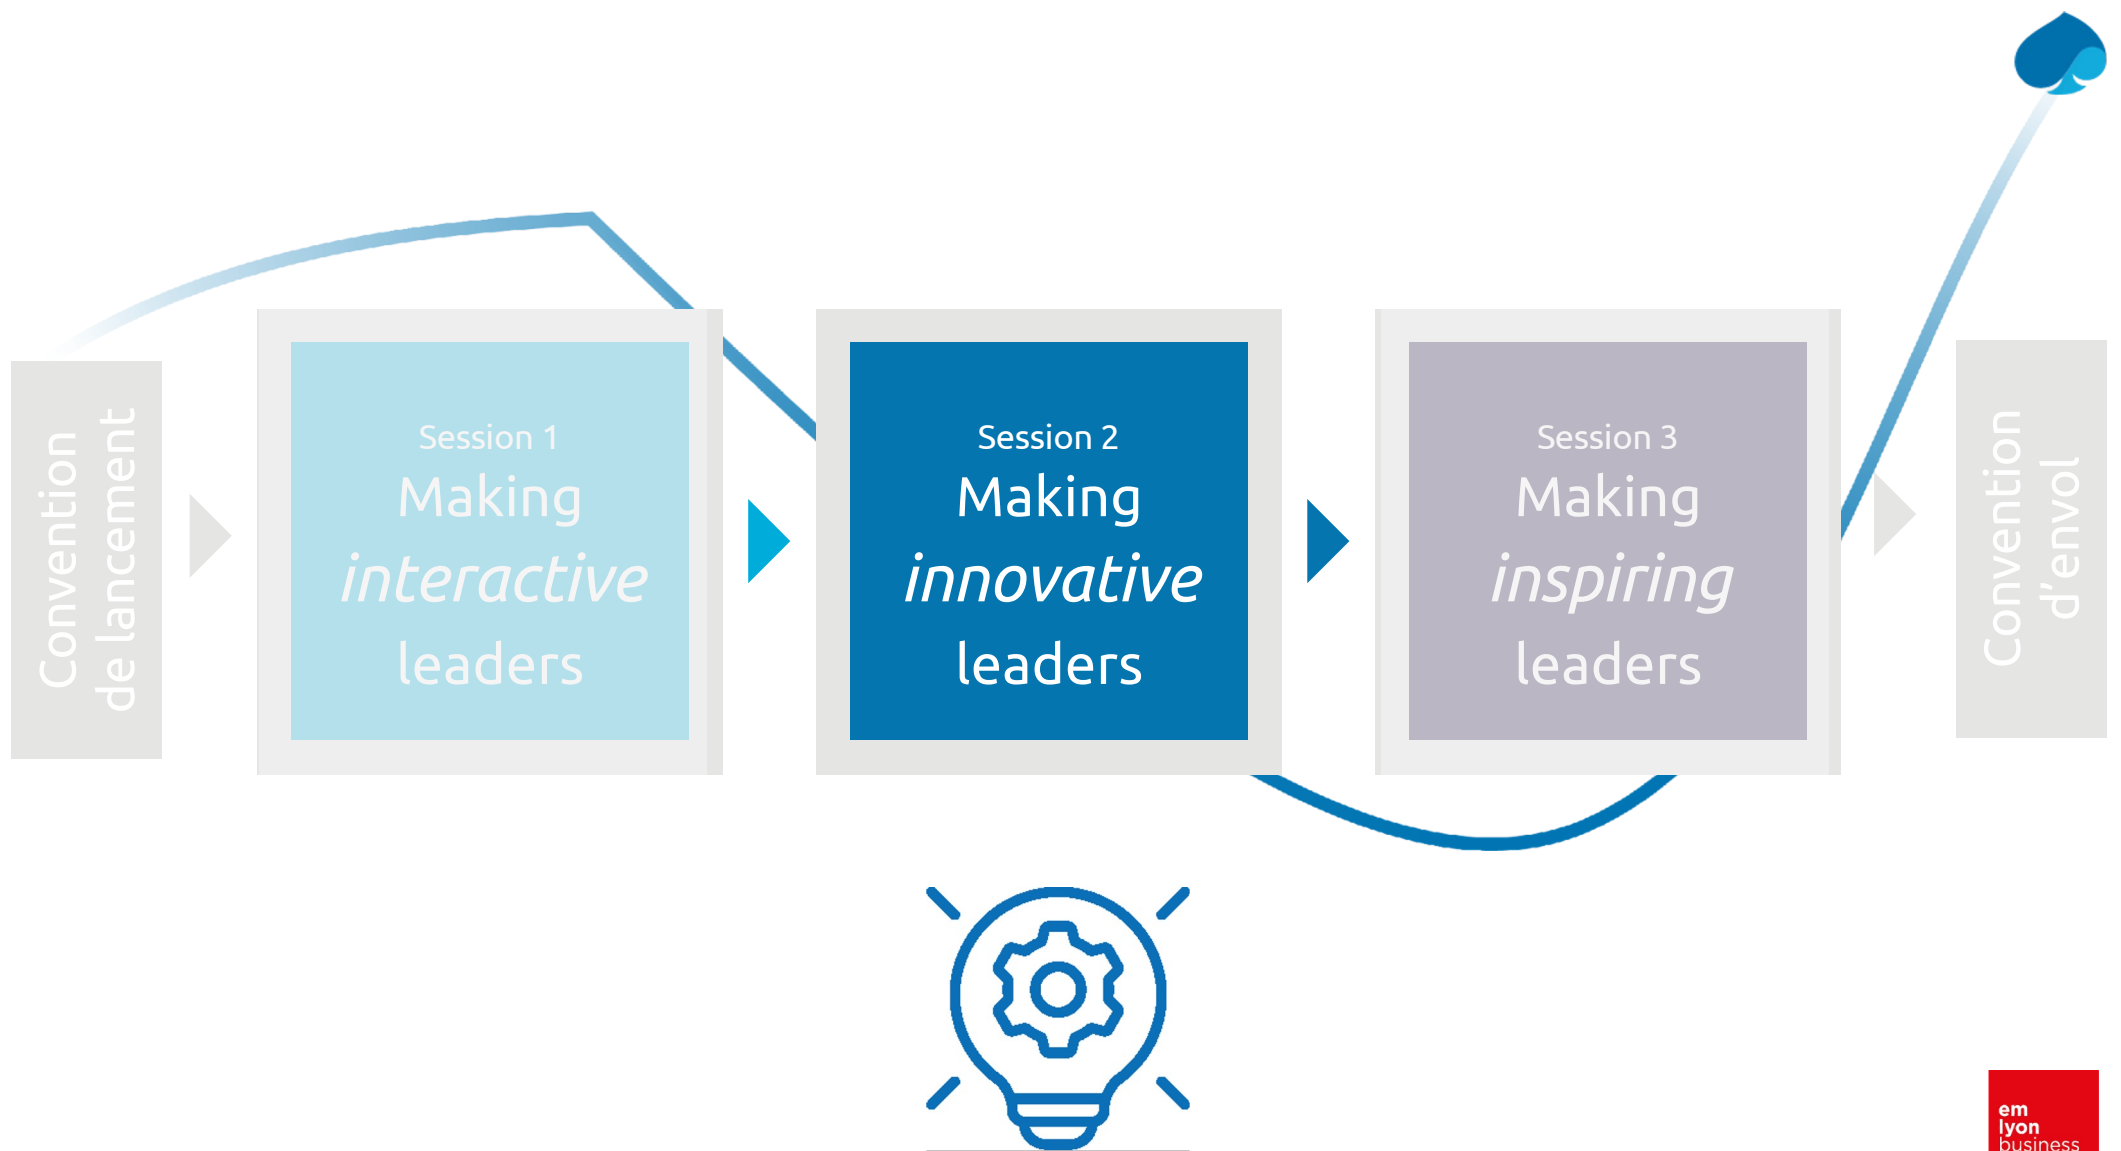 Convention
de lancement
Session 1
Making
interactive
leaders
Session 2
Making
innovative
leaders
Session 3
Making
inspiring
leaders
Convention
d'envol
em
lyon
business